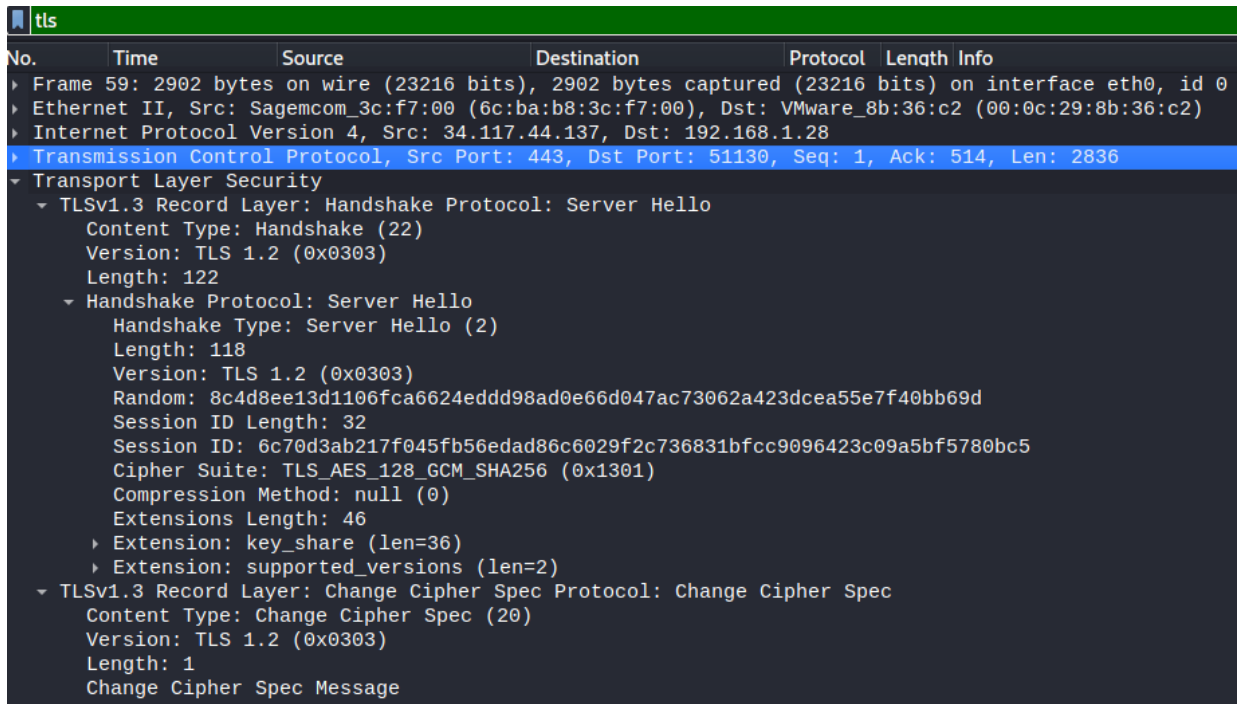 tls
No. Time Source Destination Protocol Length Info
Frame 59: 2902 bytes on wire (23216 bits), 2902 bytes captured (23216 bits) on interface eth0, id 0
Ethernet II, Src: Sagemcom_3c:f7:00 (6c:ba:b8:3c:f7:00), Dst: VMware_8b:36:c2 (00:0c:29:8b:36:c2)
Internet Protocol Version 4, Src: 34.117.44.137, Dst: 192.168.1.28
Transmission Control Protocol, Src Port: 443, Dst Port: 51130, Seq: 1, Ack: 514, Len: 2836
Transport Layer Security
TLSv1.3 Record Layer: Handshake Protocol: Server Hello
Content Type: Handshake (22)
Version: TLS 1.2 (0x0303)
Length: 122
Handshake Protocol: Server Hello
Handshake Type: Server Hello (2)
Length: 118
Version: TLS 1.2 (0x0303)
Random: 8c4d8ee13d1106fca6624eddd98ad0e66d047ac73062a423dcea55e7f40bb69d
Session ID Length: 32
Session ID: 6c70d3ab217f045fb56edad86c6029f2c736831bfcc9096423c09a5bf5780bc5
Cipher Suite: TLS_AES_128_GCM_SHA256 (0x1301)
Compression Method: null (0)
Extensions Length: 46
Extension: key_share (len=36)
Extension: supported_versions (len=2)
TLSv1.3 Record Layer: Change Cipher Spec Protocol: Change Cipher Spec
Content Type: Change Cipher Spec (20)
Version: TLS 1.2 (0x0303)
Length: 1
Change Cipher Spec Message